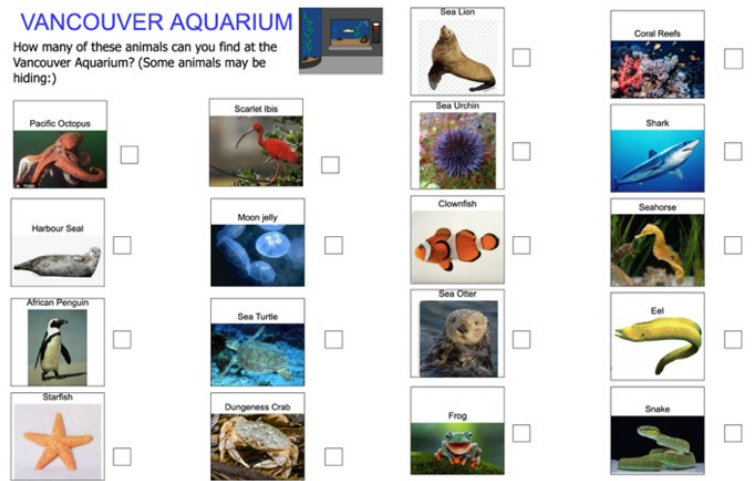 VANCOUVER AQUARIUM
How many of these animals can you find at the
Vancouver Aquarium? (Some animals may be
hiding:)
Pacific Octopus
Harbour Seal
African Penguin
Starfish
Scarlet Ibis
Moon jelly
Sea Turtle
Dungeness Crab
Sea Lion
Sea Urchin
Clownfish
Sea Otter
Frog
Coral Reefs
Shark
Seahorse
Eel
Snake